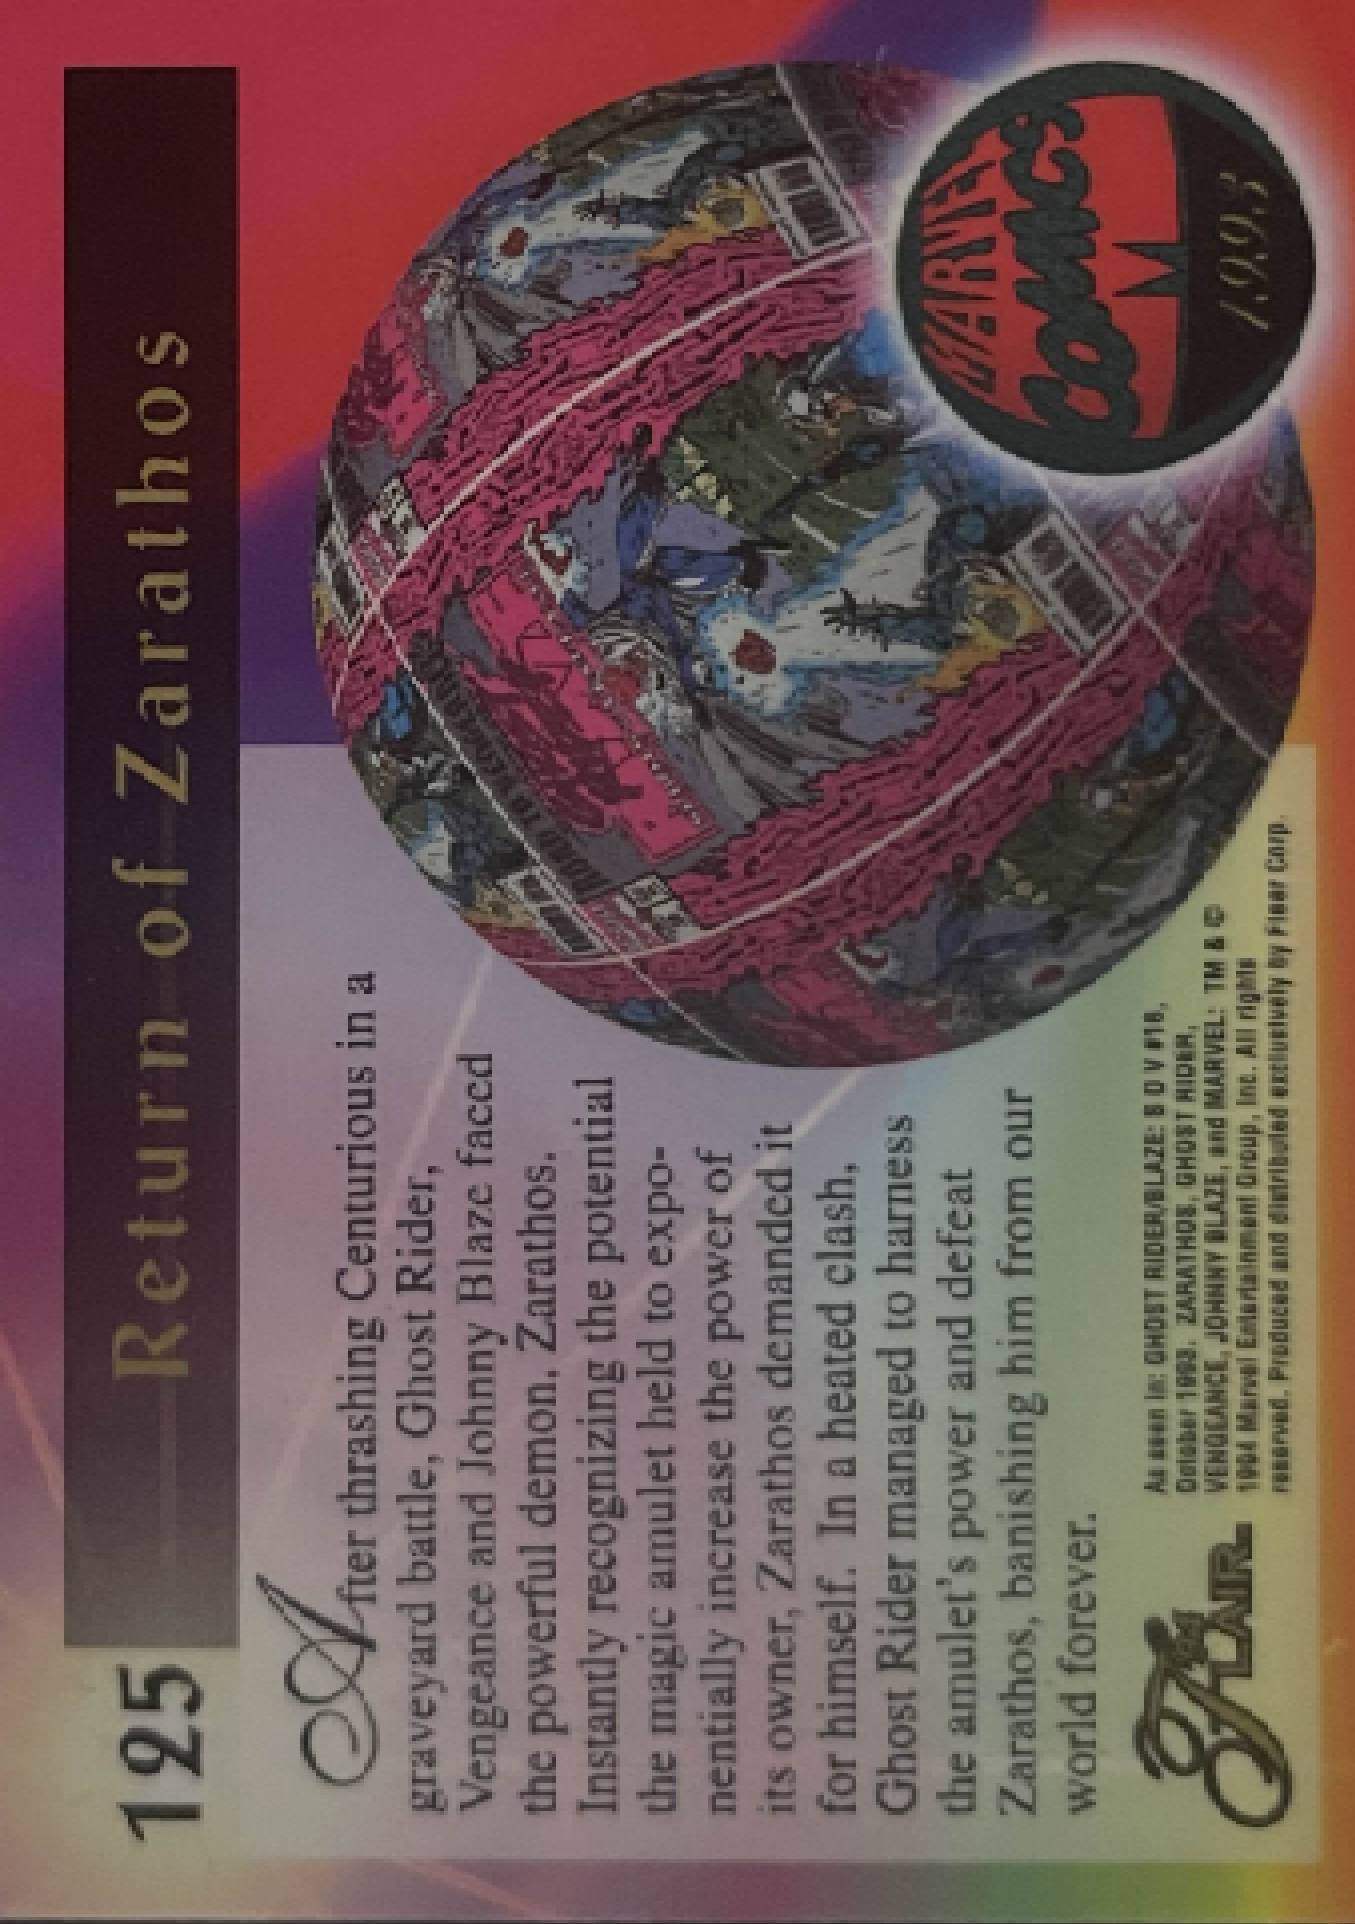 125
Return of Zarathos
After thrashing Centurious in a
graveyard battle, Ghost Rider,
Vengeance and Johnny Blaze faced
the powerful demon, Zarathos.
Instantly recognizing the potential
the magic amulet held to expo-
nentially increase the power of
its owner, Zarathos demanded it
for himself. In a heated clash,
Ghost Rider managed to harness
the amulet's power and defeat
Zarathos, banishing him from our
world forever.
'94
FLAIR
As seen in: GHOST RIDER/BLAZE: S O V #18,
October 1993. ZARATHOS, GHOST RIDER,
VENGEANCE, JOHNNY BLAZE, and MARVEL: TM & ©
1994 Marvel Entertainment Group, Inc. All rights
reserved. Produced and distributed exclusively by Fleer Corp.
ROAD TO VENGEANCE
MARVEL
COMICS
M
1993